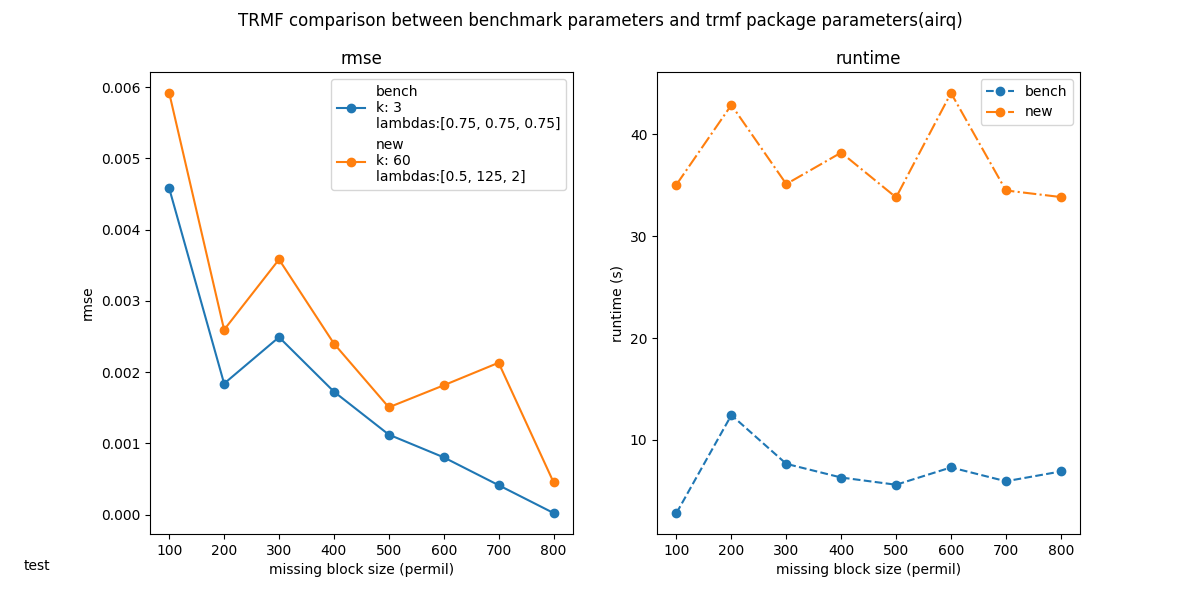 TRMF comparison between benchmark parameters and trmf package parameters(airq)
rmse
0.006
0.005
0.004
0.003
0.002
0.001
0.000
rmse
bench
k: 3
lambdas:[0.75, 0.75, 0.75]
new
k: 60
lambdas:[0.5, 125, 2]
100 200 300 400 500 600 700 800
missing block size (permil)
runtime
40
30
20
10
runtime (s)
bench
new
100 200 300 400 500 600 700 800
missing block size (permil)
test